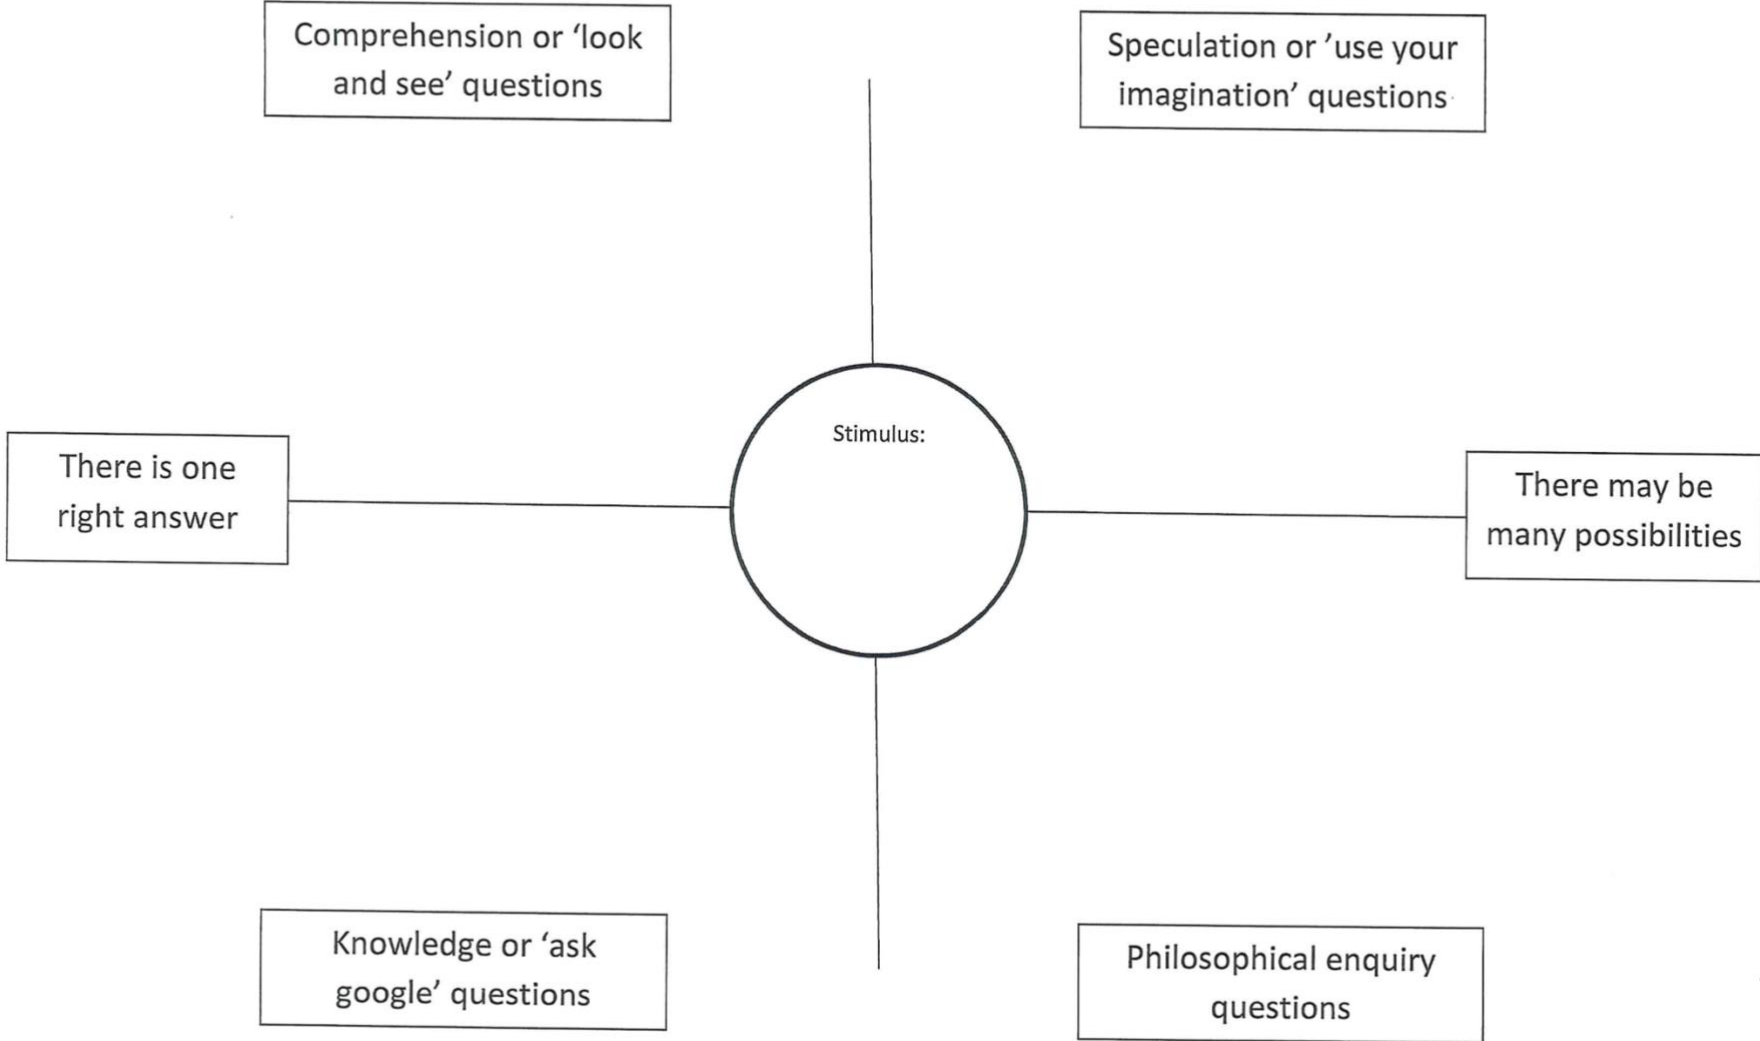 Comprehension or ‘look
and see’ questions
Speculation or ’use your
imagination’ questions
Stimulus:
There is one
right answer
There may be
many possibilities
Knowledge or ‘ask
google’ questions
Philosophical enquiry
questions